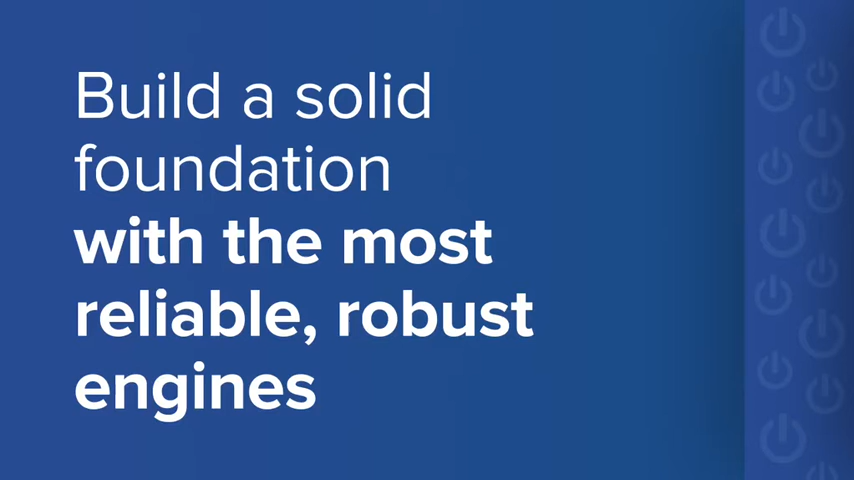 Build a solid
foundation
with the most
reliable, robust
engines